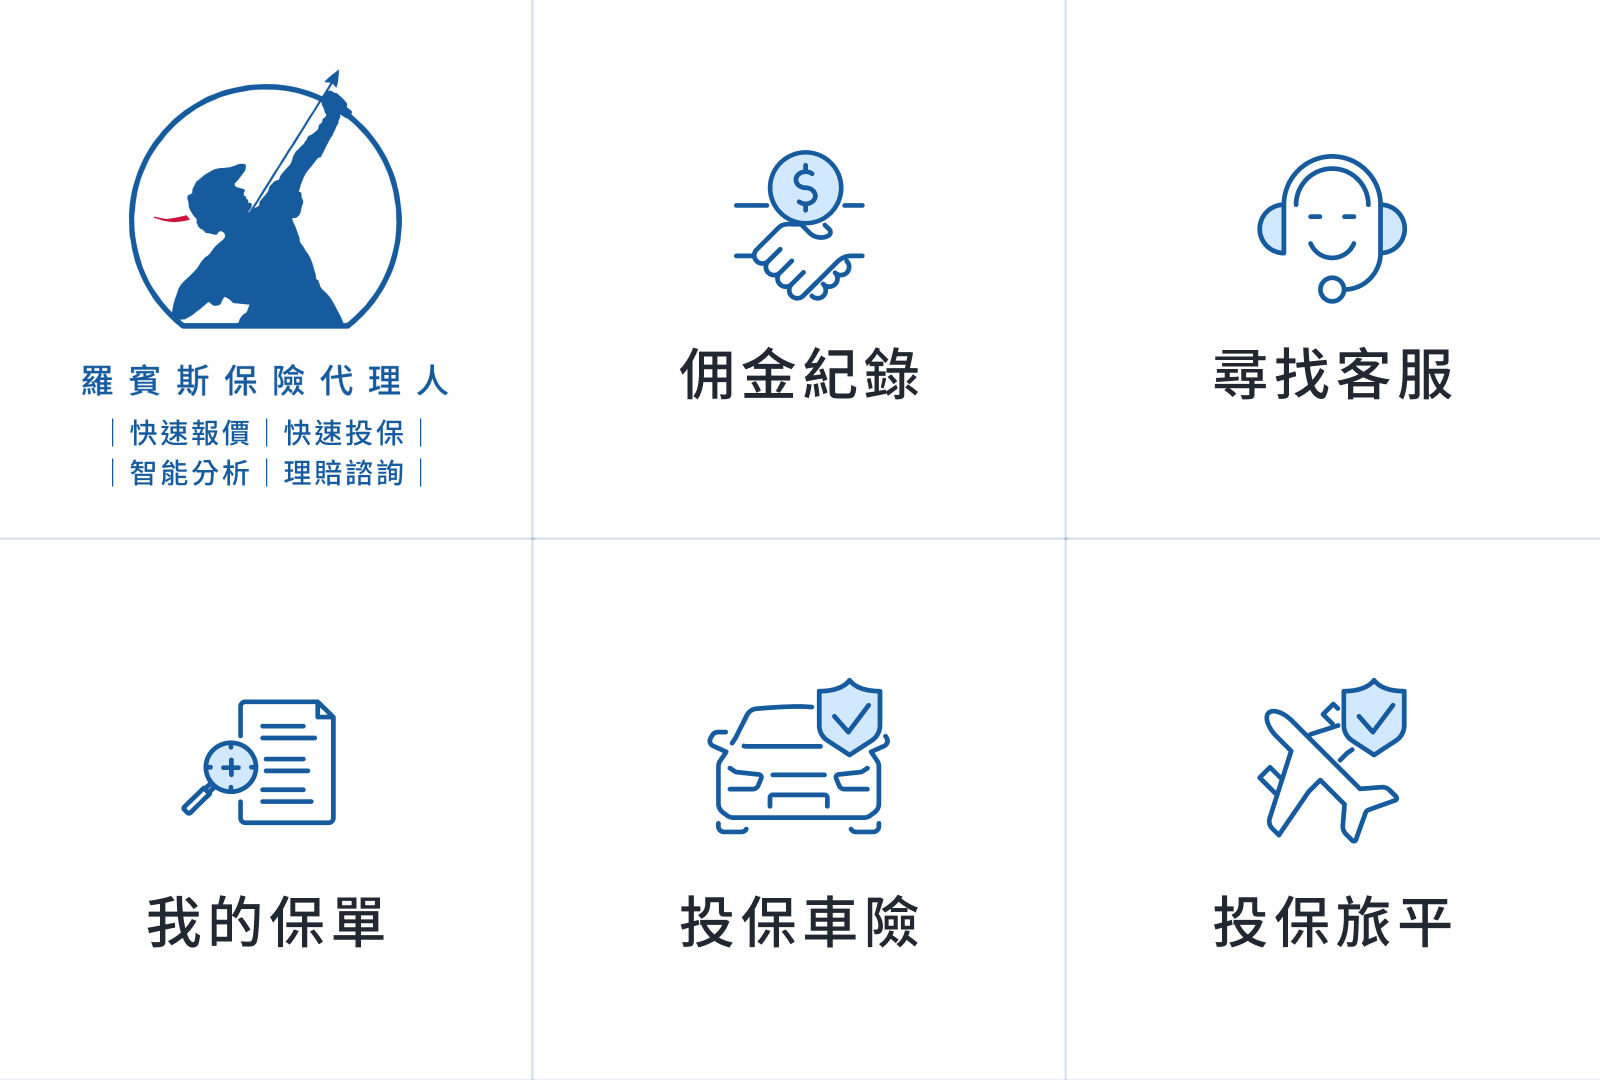 羅賓斯保險代理人
｜快速報價｜快速投保｜
｜智能分析｜理賠諮詢｜
佣金紀錄
尋找客服
我的保單
投保車險
投保旅平